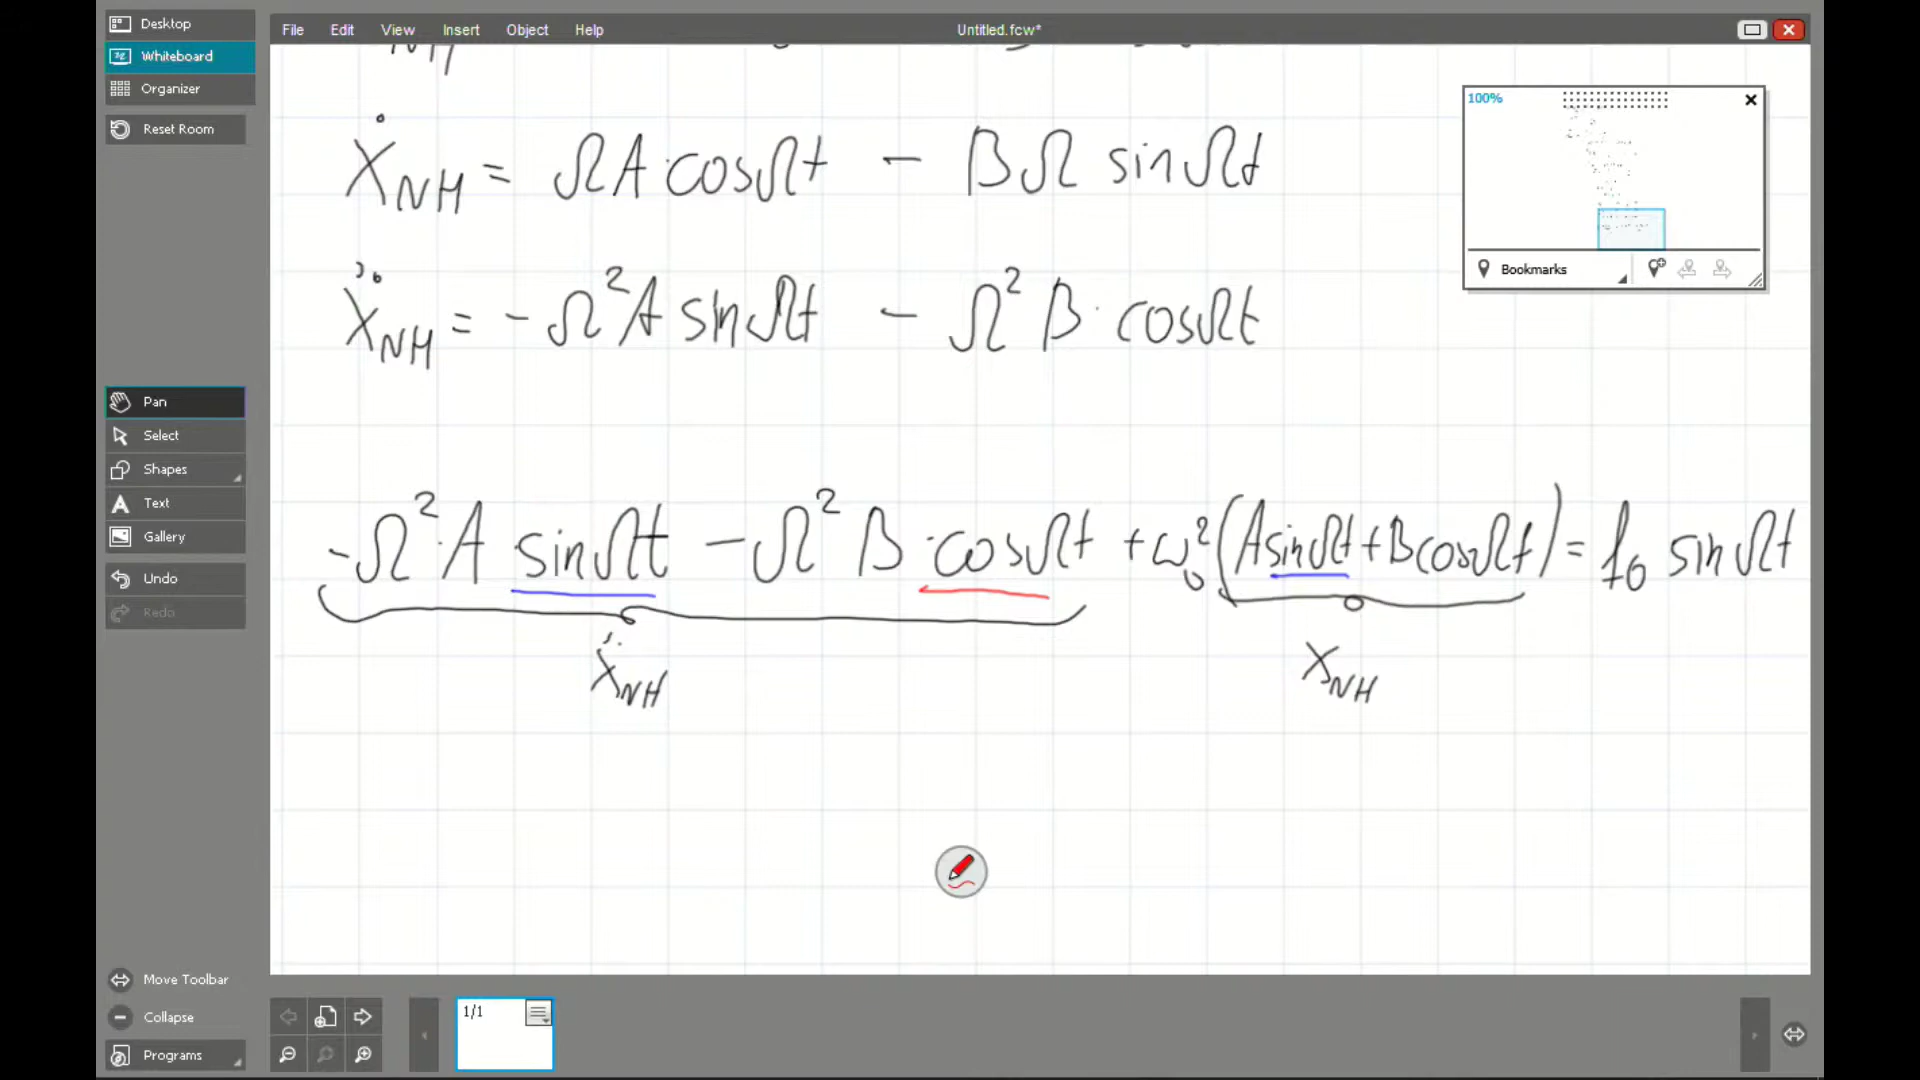 Desktop
Whiteboard
Organizer
Reset Room
File Edit View Insert Object Help
Untitled.fcw*
100%
Bookmarks
NH
ẋ_NH = ΩA·cosΩt − BΩ sinΩt
ẍ_NH = −Ω²A sinΩt − Ω²B·cosΩt
−Ω²·A sinΩt − Ω²B·cosΩt + ω₀²(AsinΩt+BcosΩt) = f₀ sinΩt
ẍ_NH x_NH
Pan
Select
Shapes
Text
Gallery
Undo
Redo
Move Toolbar
Collapse
Programs
1/1